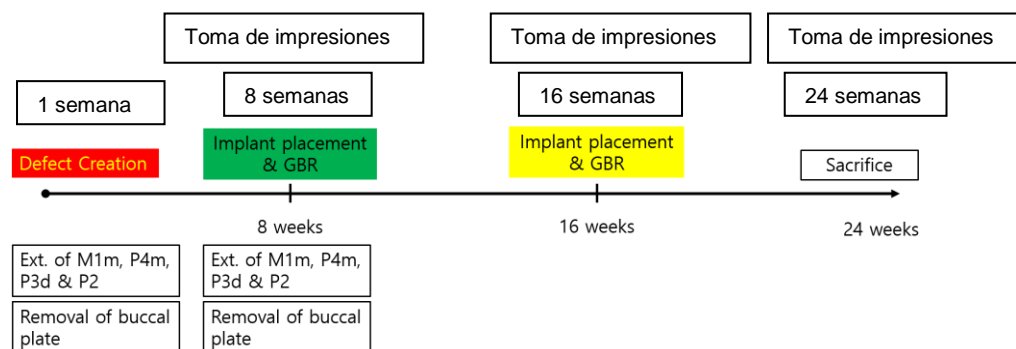 Toma de impresiones
Toma de impresiones
Toma de impresiones
1 semana
8 semanas
16 semanas
24 semanas
Defect Creation
Implant placement
& GBR
Implant placement
& GBR
Sacrifice
8 weeks
16 weeks
24 weeks
Ext. of M1m, P4m,
P3d & P2
Ext. of M1m, P4m,
P3d & P2
Removal of buccal
plate
Removal of buccal
plate